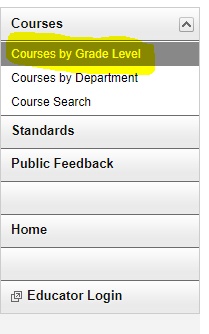 Courses
Courses by Grade Level
Courses by Department
Course Search
Standards
Public Feedback
Home
Educator Login